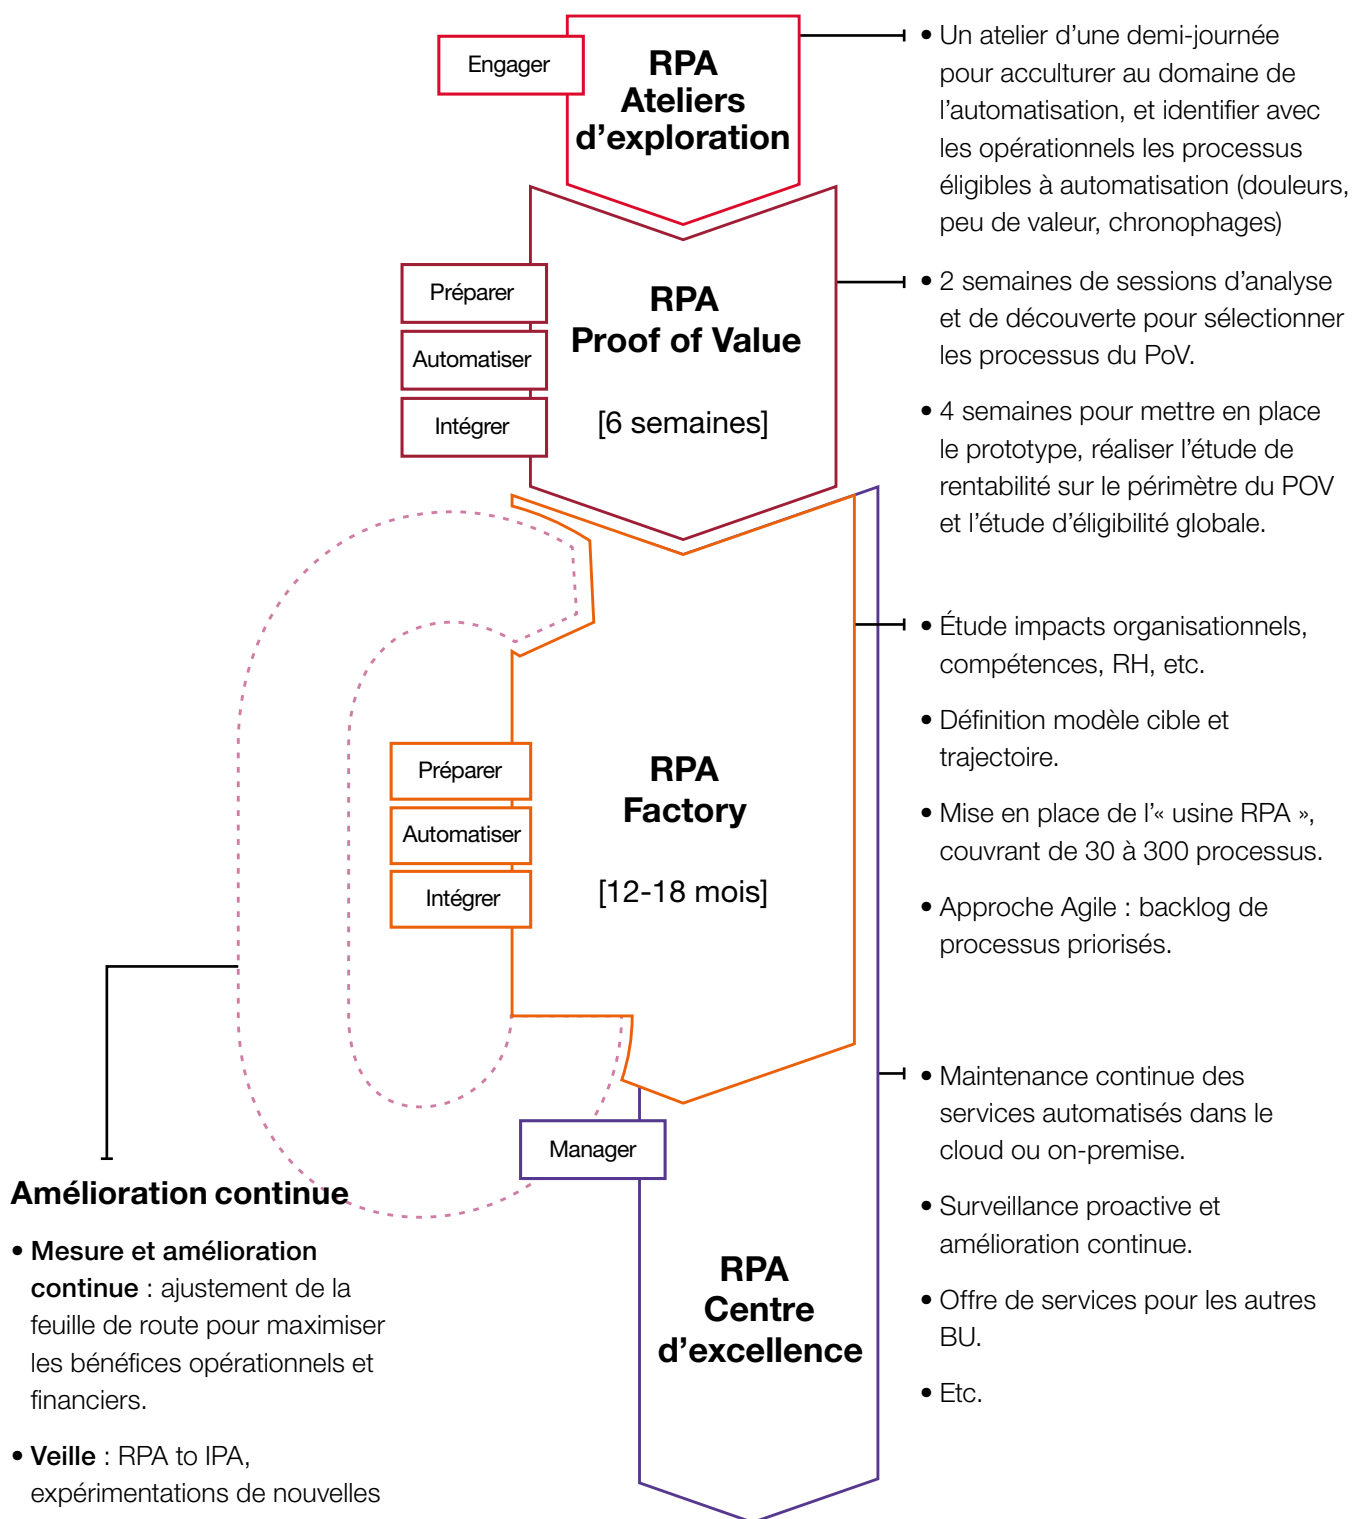 Engager
RPA
Ateliers
d’exploration
• Un atelier d’une demi-journée
pour acculturer au domaine de
l’automatisation, et identifier avec
les opérationnels les processus
éligibles à automatisation (douleurs,
peu de valeur, chronophages)
Préparer
Automatiser
Intégrer
RPA
Proof of Value
[6 semaines]
• 2 semaines de sessions d’analyse
et de découverte pour sélectionner
les processus du PoV.
• 4 semaines pour mettre en place
le prototype, réaliser l’étude de
rentabilité sur le périmètre du POV
et l’étude d’éligibilité globale.
Préparer
Automatiser
Intégrer
RPA
Factory
[12-18 mois]
• Étude impacts organisationnels,
compétences, RH, etc.
• Définition modèle cible et
trajectoire.
• Mise en place de l’« usine RPA »,
couvrant de 30 à 300 processus.
• Approche Agile : backlog de
processus priorisés.
Manager
RPA
Centre
d’excellence
• Maintenance continue des
services automatisés dans le
cloud ou on-premise.
• Surveillance proactive et
amélioration continue.
• Offre de services pour les autres
BU.
• Etc.
Amélioration continue
• Mesure et amélioration
continue : ajustement de la
feuille de route pour maximiser
les bénéfices opérationnels et
financiers.
• Veille : RPA to IPA,
expérimentations de nouvelles